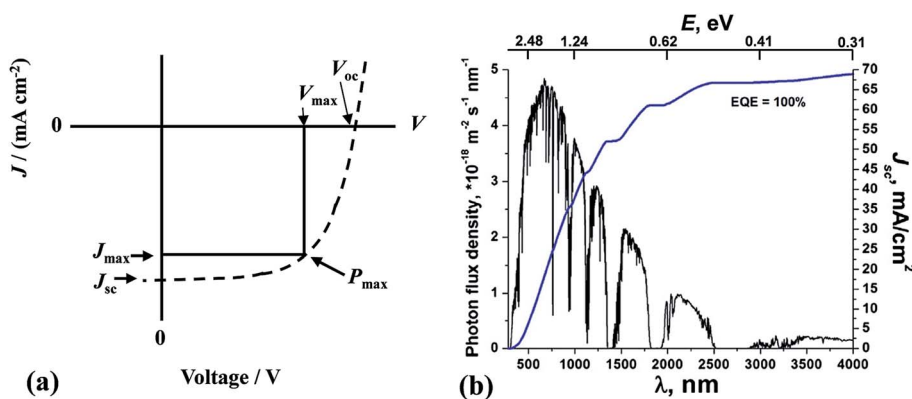 V_oc
V_max
0
V
J / (mA cm⁻²)
J_max
J_sc
P_max
0
(a)
Voltage / V
E, eV
2.48 1.24 0.62 0.41 0.31
EQE = 100%
5
4
3
2
1
0
Photon flux density, *10⁻¹⁸ m⁻² s⁻¹ nm⁻¹
70
65
60
55
50
45
40
35
30
25
20
15
10
5
0
J_sc, mA/cm²
500 1000 1500 2000 2500 3000 3500 4000
(b)
λ, nm